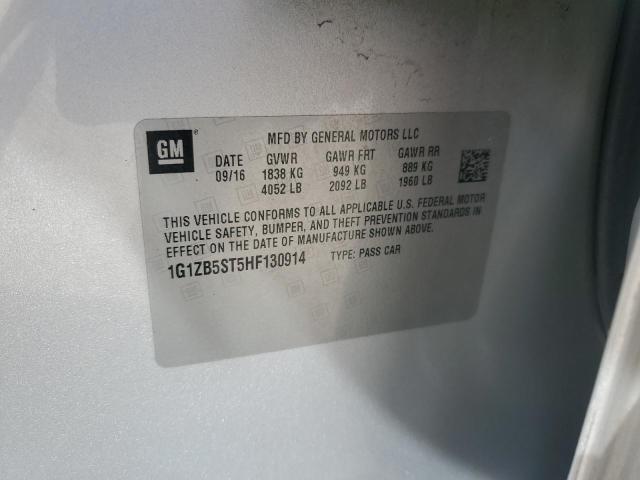 GM ®
MFD BY GENERAL MOTORS LLC
DATE GVWR GAWR FRT GAWR RR
09/16 1838 KG 949 KG 889 KG
4052 LB 2092 LB 1960 LB
THIS VEHICLE CONFORMS TO ALL APPLICABLE U.S. FEDERAL MOTOR
VEHICLE SAFETY, BUMPER, AND THEFT PREVENTION STANDARDS IN
EFFECT ON THE DATE OF MANUFACTURE SHOWN ABOVE.
1G1ZB5ST5HF130914 TYPE: PASS CAR